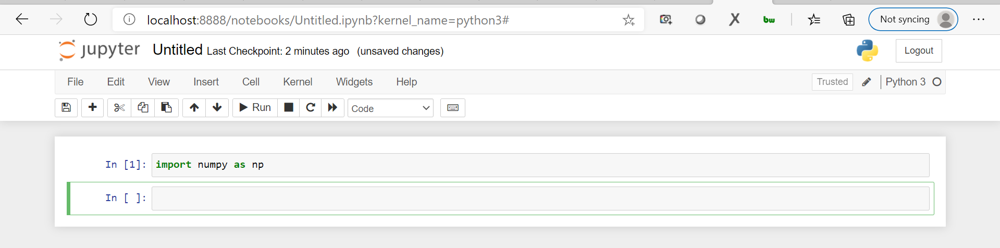 localhost:8888/notebooks/Untitled.ipynb?kernel_name=python3#
bw
Not syncing
jupyter Untitled Last Checkpoint: 2 minutes ago (unsaved changes)
Logout
File Edit View Insert Cell Kernel Widgets Help
Trusted
Python 3
Run
Code
In [1]: import numpy as np
In [ ]: